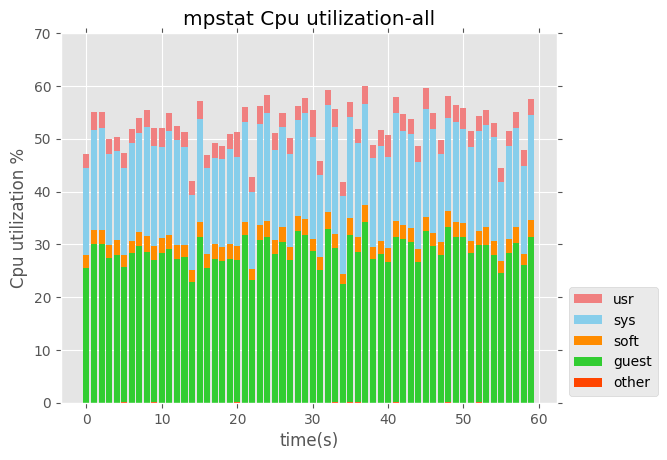 mpstat Cpu utilization-all
Cpu utilization %
70
60
50
40
30
20
10
0
0 10 20 30 40 50 60
time(s)
usr
sys
soft
guest
other